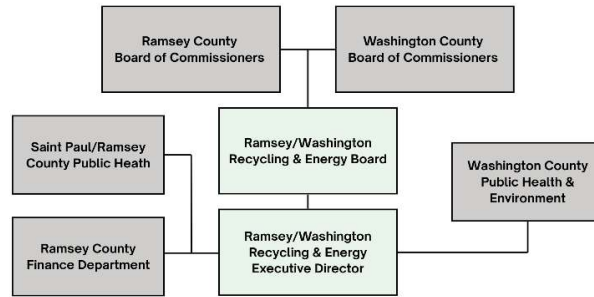 Ramsey County
Board of Commissioners
Washington County
Board of Commissioners
Saint Paul/Ramsey
County Public Heath
Ramsey/Washington
Recycling & Energy Board
Washington County
Public Health &
Environment
Ramsey County
Finance Department
Ramsey/Washington
Recycling & Energy
Executive Director